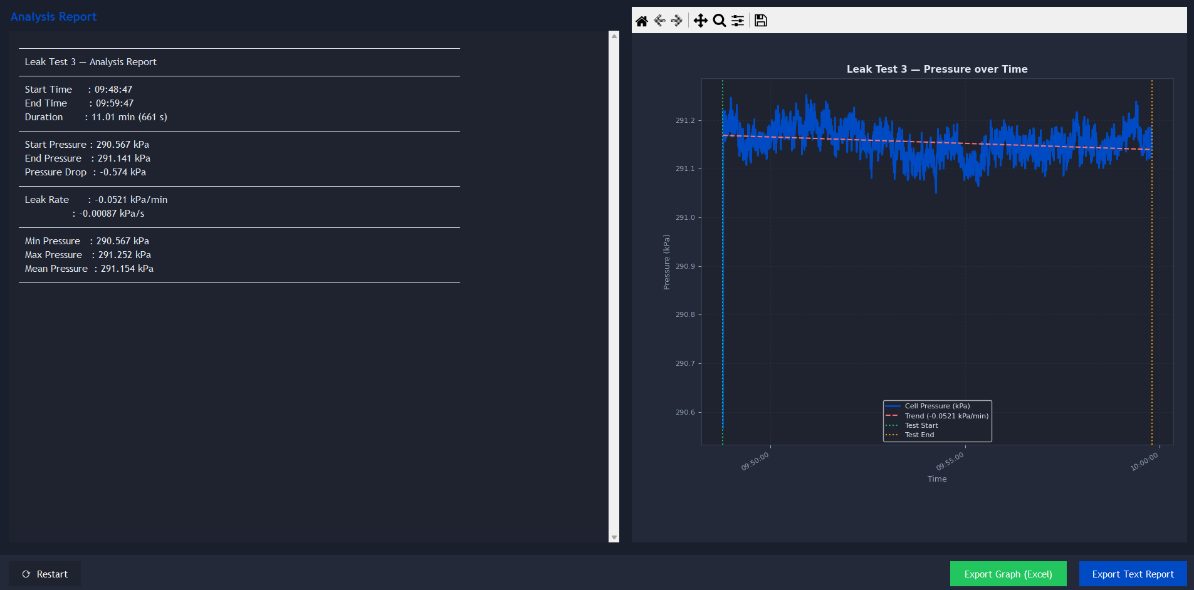 Analysis Report
Leak Test 3 — Analysis Report
Start Time : 09:48:47
End Time : 09:59:47
Duration : 11.01 min (661 s)
Start Pressure : 290.567 kPa
End Pressure : 291.141 kPa
Pressure Drop : -0.574 kPa
Leak Rate : -0.0521 kPa/min
: -0.00087 kPa/s
Min Pressure : 290.567 kPa
Max Pressure : 291.252 kPa
Mean Pressure : 291.154 kPa
Leak Test 3 — Pressure over Time
291.2
291.1
291.0
290.9
290.8
290.7
290.6
Pressure (kPa)
Cell Pressure (kPa)
Trend (-0.0521 kPa/min)
Test Start
Test End
09:50:00
09:55:00
10:00:00
Time
Restart
Export Graph (Excel)
Export Text Report